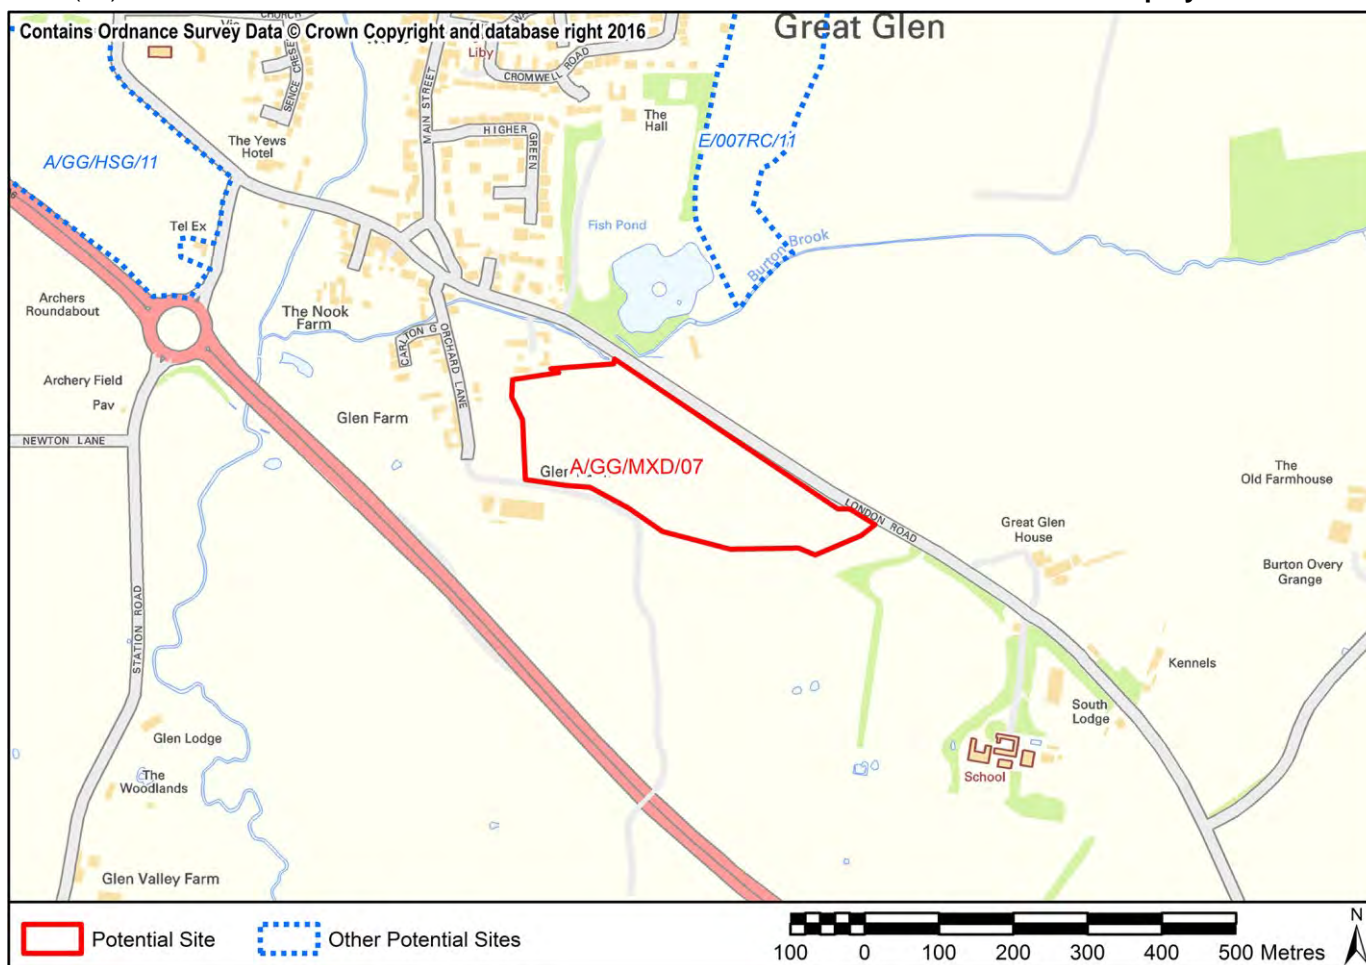 Contains Ordnance Survey Data © Crown Copyright and database right 2016
Great Glen
CHURCH
Liby
CROMWELL ROAD
SENCE CRES
MAIN STREET
The
Hall
HIGHER
GREEN
E/007RC/11
The Yews
Hotel
A/GG/HSG/11
Tel Ex
Fish Pond
Burton Brook
Archers
Roundabout
The Nook
Farm
CARLTON G
ORCHARD LANE
Archery Field
Pav
Glen Farm
NEWTON LANE
A/GG/MXD/07
LONDON ROAD
The
Old Farmhouse
Great Glen
House
Burton Overy
Grange
STATION ROAD
Kennels
South
Lodge
Glen Lodge
School
The
Woodlands
Glen Valley Farm
Potential Site
Other Potential Sites
100 0 100 200 300 400 500 Metres
N